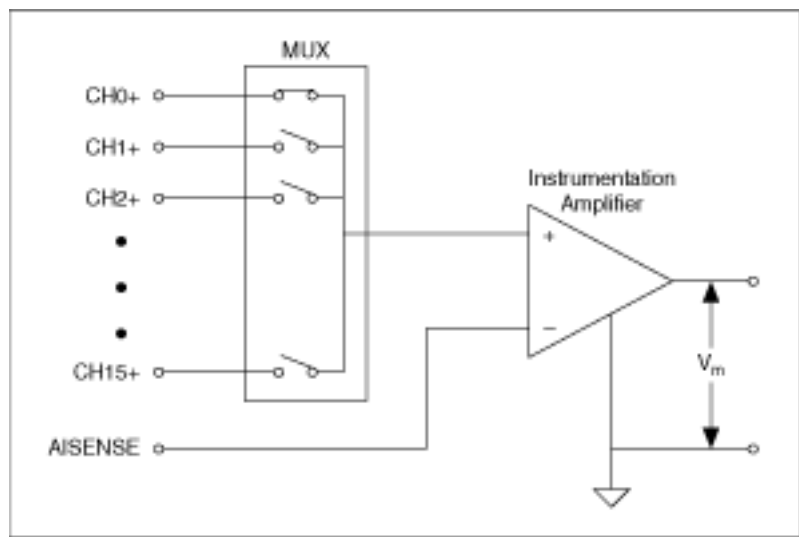 MUX
CH0+
CH1+
CH2+
CH15+
AISENSE
Instrumentation
Amplifier
+
−
Vm